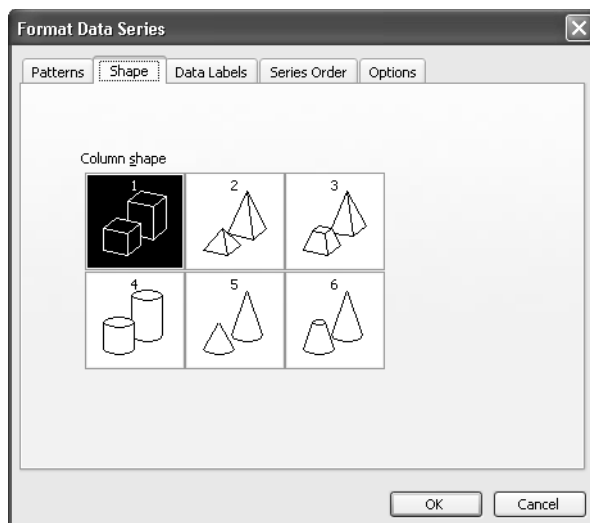 Format Data Series
Patterns Shape Data Labels Series Order Options
Column shape
1 2 3
4 5 6
OK Cancel